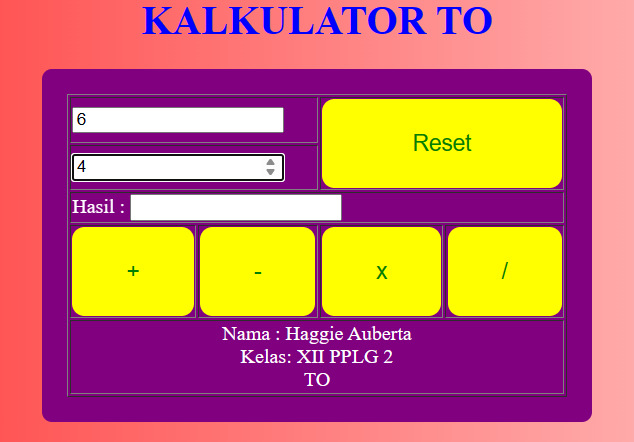 KALKULATOR TO
6
Reset
4
Hasil :
+ - x /
Nama : Haggie Auberta
Kelas: XII PPLG 2
TO